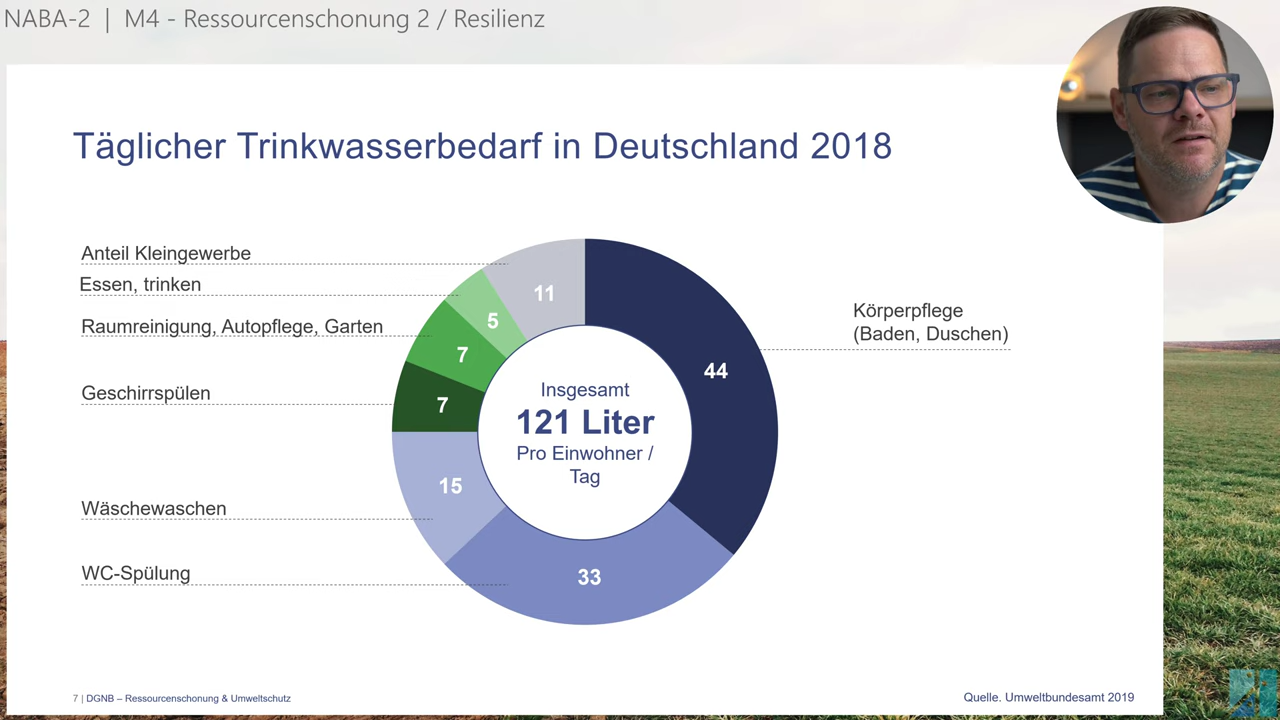 NABA-2 | M4 - Ressourcenschonung 2 / Resilienz
Täglicher Trinkwasserbedarf in Deutschland 2018
Anteil Kleingewerbe
Essen, trinken
Raumreinigung, Autopflege, Garten
Geschirrspülen
Wäschewaschen
WC-Spülung
11
5
7
7
15
33
44
Insgesamt
121 Liter
Pro Einwohner /
Tag
Körperpflege
(Baden, Duschen)
7 | DGNB – Ressourcenschonung & Umweltschutz
Quelle. Umweltbundesamt 2019